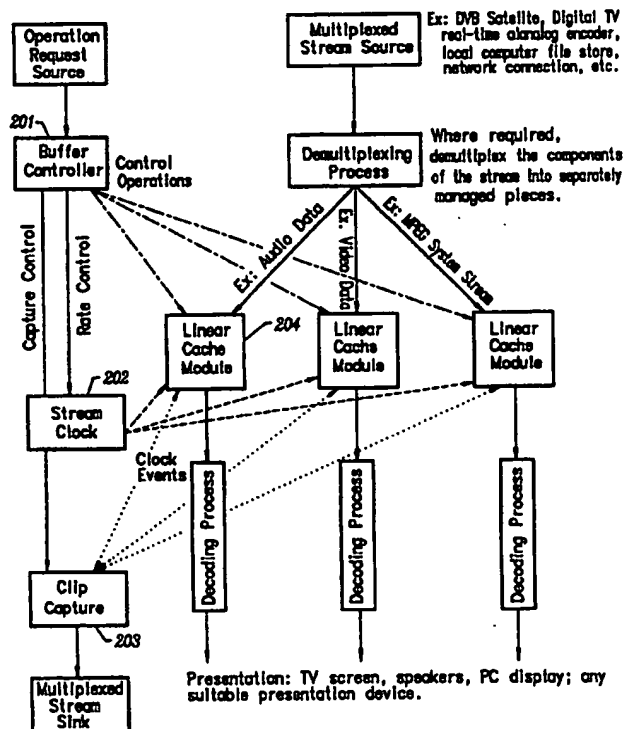 Operation
Request
Source
Multiplexed
Stream Source
Ex: DVB Satellite, Digital TV
real-time alanalog encoder,
local computer file store,
network connection, etc.
201
Buffer
Controller
Control
Operations
Demultiplexing
Process
Where required,
demultiplex the components
of the stream into separately
managed pieces.
Capture Control
Rate Control
Ex: Audio Data
Ex. Video Data
Ex: MPEG System Stream
Linear
Cache
Module
204
Linear
Cache
Module
Linear
Cache
Module
202
Stream
Clock
Clock
Events
Decoding Process
Decoding Process
Decoding Process
Clip
Capture
203
Multiplexed
Stream
Sink
Presentation: TV screen, speakers, PC display; any
suitable presentation device.